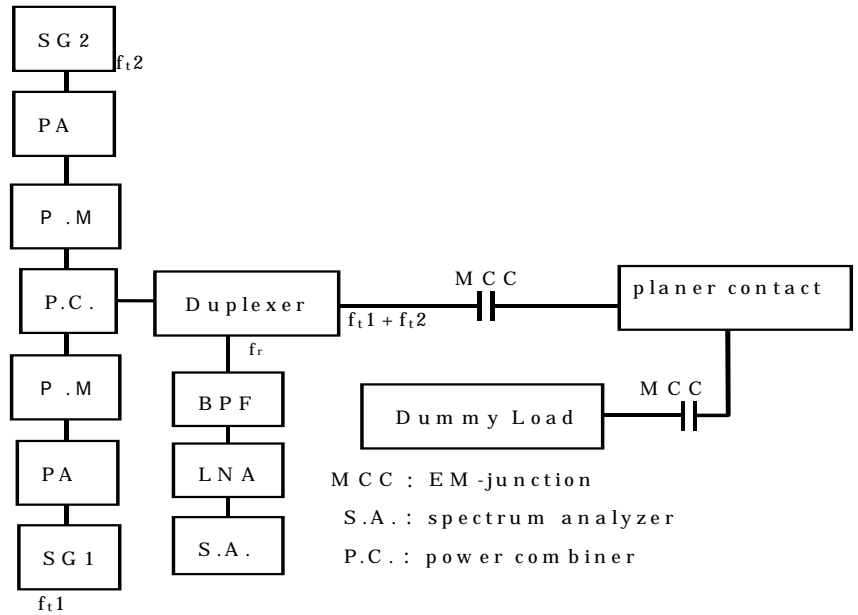 SG2
ft2
PA
P.M
P.C.
Duplexer
MCC
planer contact
ft1+ft2
fr
P.M
BPF
Dummy Load
MCC
PA
LNA
MCC: EM-junction
SG1
S.A.
S.A.: spectrum analyzer
P.C.: power combiner
ft1